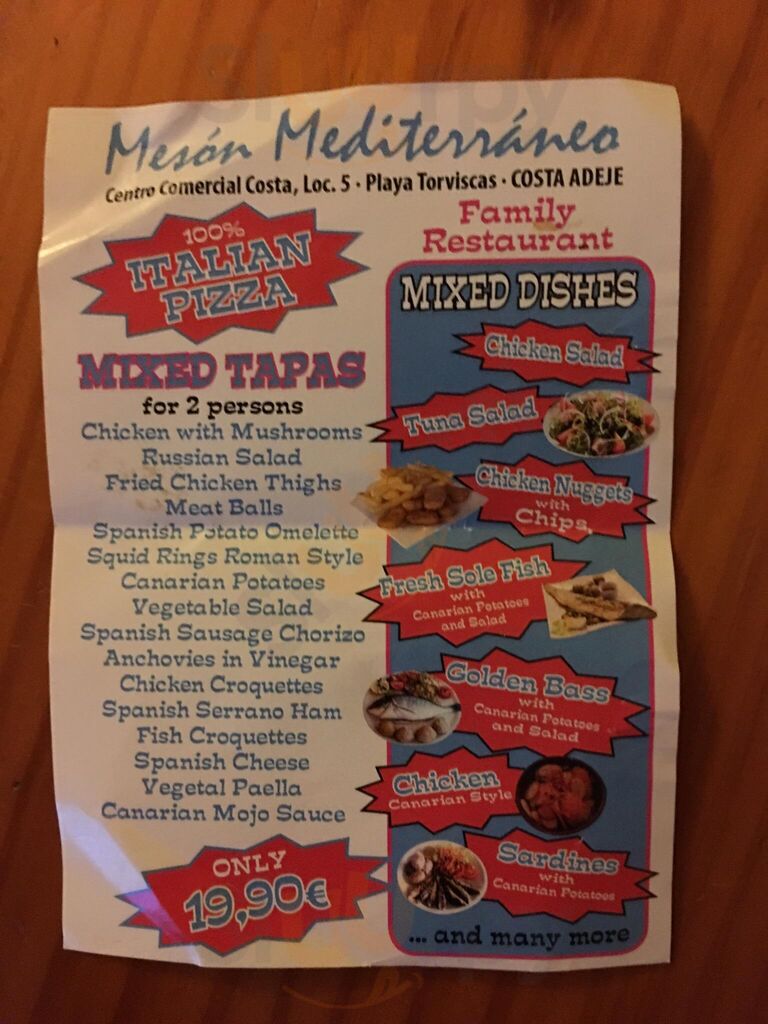 Mesón Mediterráneo
Centro Comercial Costa, Loc. 5 · Playa Torviscas · COSTA ADEJE
100%
ITALIAN
PIZZA
MIXED TAPAS
for 2 persons
Chicken with Mushrooms
Russian Salad
Fried Chicken Thighs
Meat Balls
Spanish Potato Omelette
Squid Rings Roman Style
Canarian Potatoes
Vegetable Salad
Spanish Sausage Chorizo
Anchovies in Vinegar
Chicken Croquettes
Spanish Serrano Ham
Fish Croquettes
Spanish Cheese
Vegetal Paella
Canarian Mojo Sauce
ONLY
19,90€
Family
Restaurant
MIXED DISHES
Chicken Salad
Tuna Salad
Chicken Nuggets
with
Chips
Fresh Sole Fish
with
Canarian Potatoes
and Salad
Golden Bass
with
Canarian Potatoes
and Salad
Chicken
Canarian Style
Sardines
with
Canarian Potatoes
... and many more